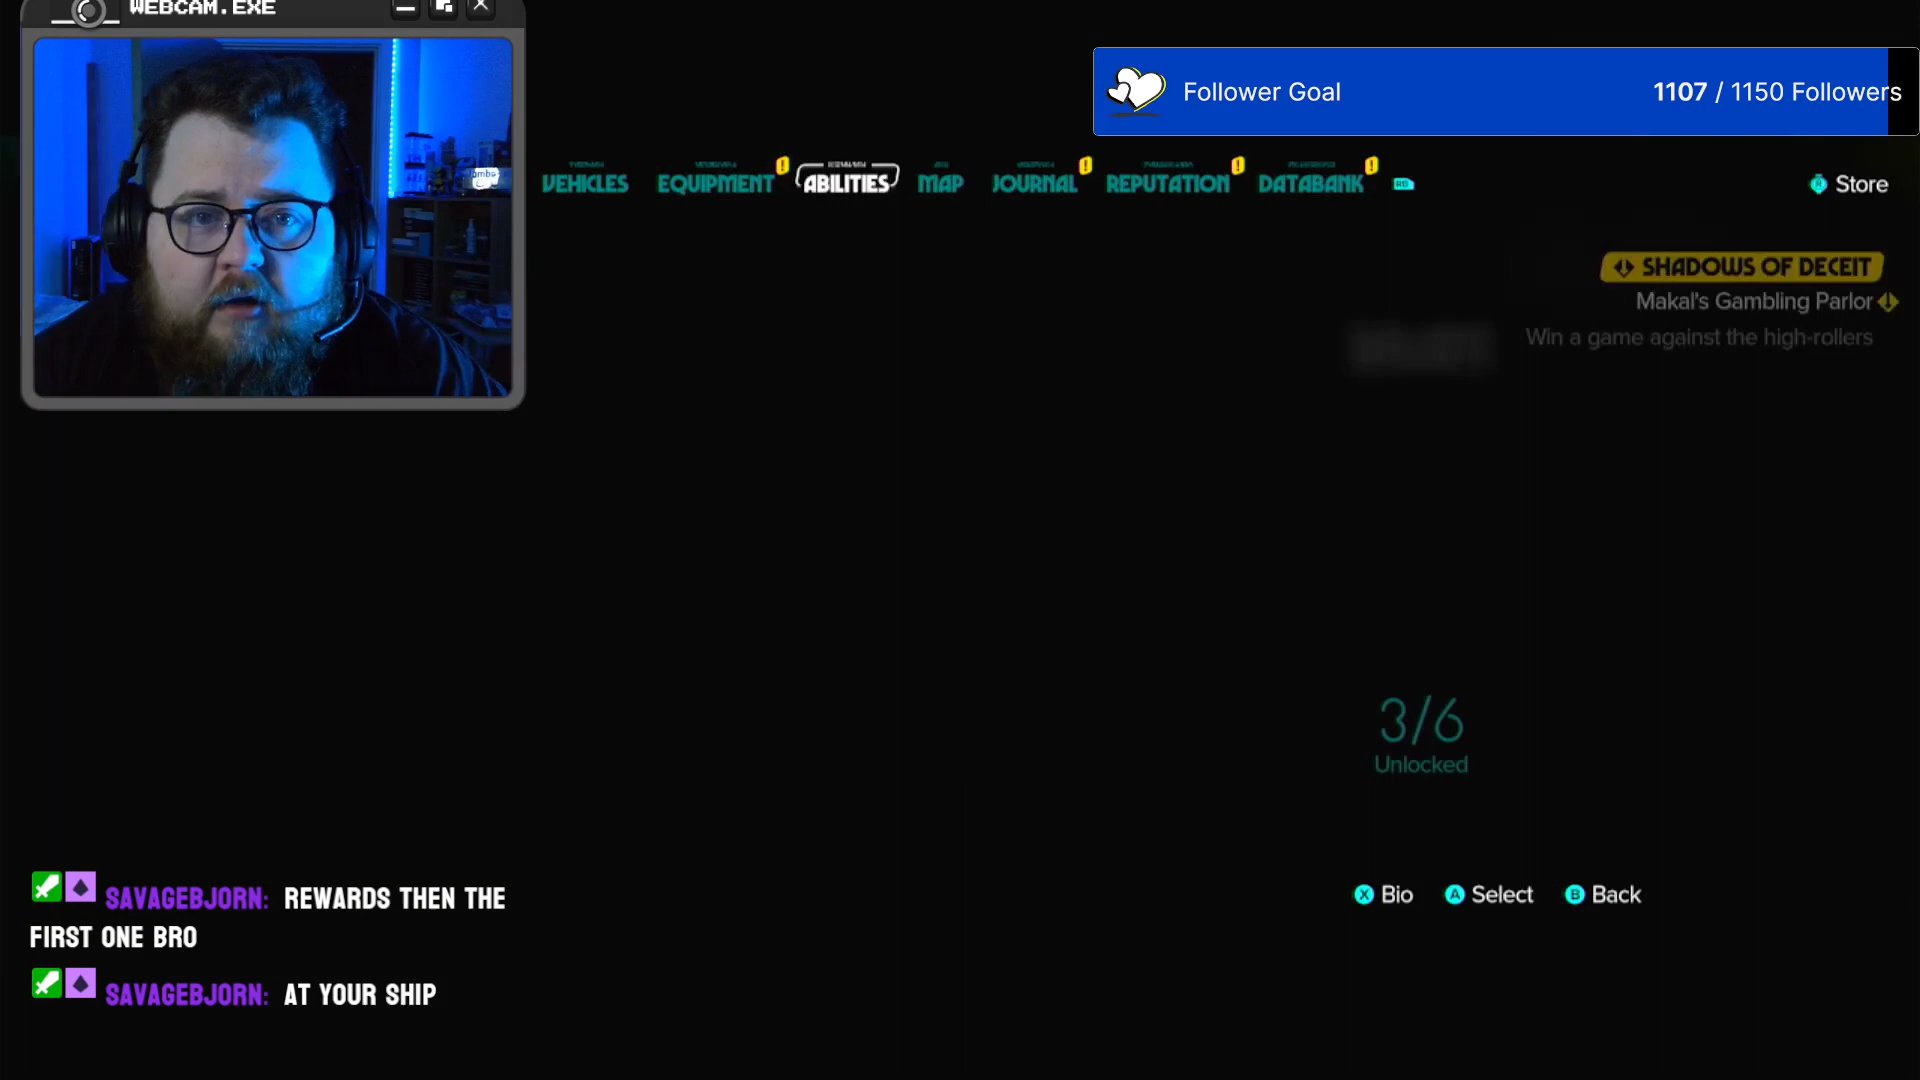 WEBCAM.EXE
Follower Goal
1107 / 1150 Followers
VEHICLES
EQUIPMENT
ABILITIES
MAP
JOURNAL
REPUTATION
DATABANK
RB
Store
SHADOWS OF DECEIT
Makal's Gambling Parlor
Win a game against the high-rollers
3/6
Unlocked
X Bio
A Select
B Back
SAVAGEBJORN: REWARDS THEN THE
FIRST ONE BRO
SAVAGEBJORN: AT YOUR SHIP